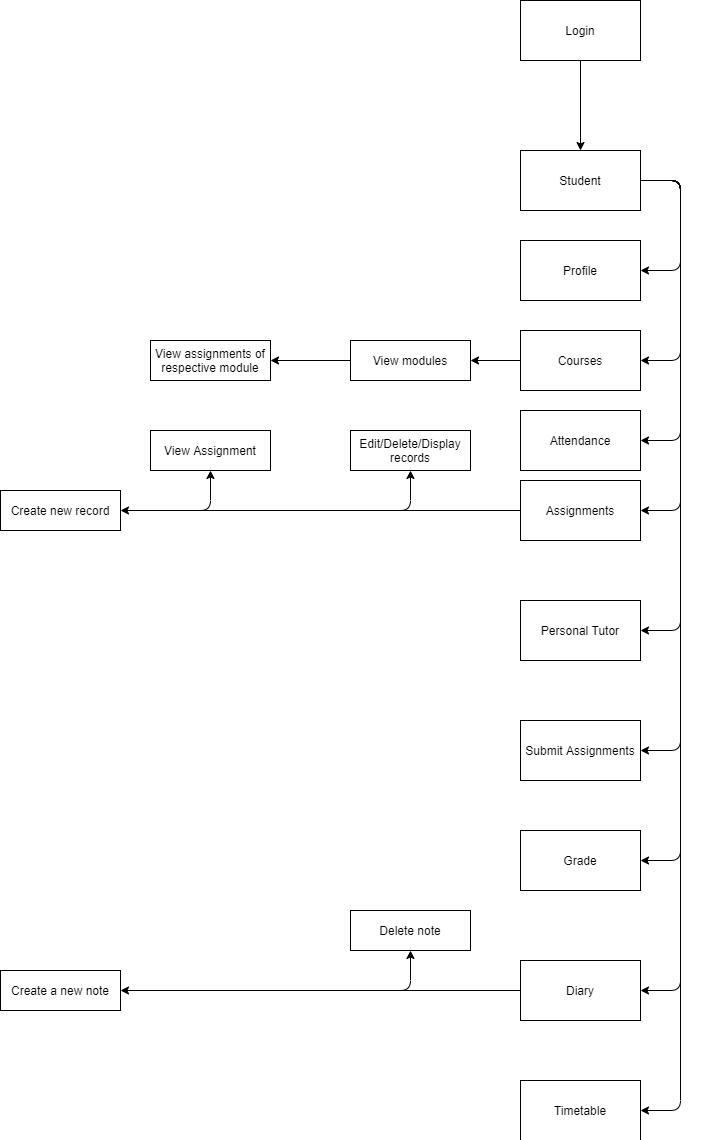 Login
Student
Profile
View assignments of
respective module
View modules
Courses
View Assignment
Edit/Delete/Display
records
Attendance
Create new record
Assignments
Personal Tutor
Submit Assignments
Grade
Delete note
Create a new note
Diary
Timetable